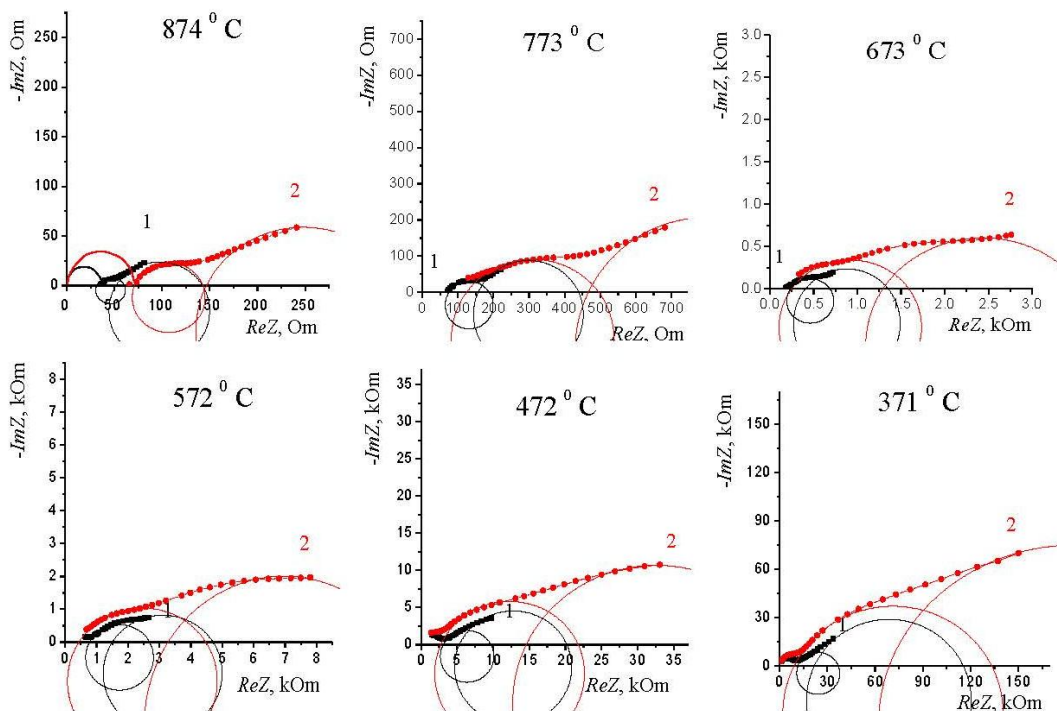 874 ⁰ C
-ImZ, Om
250
200
150
100
50
0
1
2
0 50 100 150 200 250
ReZ, Om
773 ⁰ C
-ImZ, Om
700
600
500
400
300
200
100
0
1
2
0 100 200 300 400 500 600 700
ReZ, Om
673 ⁰ C
-ImZ, kOm
3.0
2.5
2.0
1.5
1.0
0.5
0.0
1
2
0.0 0.5 1.0 1.5 2.0 2.5 3.0
ReZ, kOm
572 ⁰ C
-ImZ, kOm
8
7
6
5
4
3
2
1
0
1
2
0 1 2 3 4 5 6 7 8
ReZ, kOm
472 ⁰ C
-ImZ, kOm
35
30
25
20
15
10
5
0
1
2
0 5 10 15 20 25 30 35
ReZ, kOm
371 ⁰ C
-ImZ, kOm
150
120
90
60
30
0
1
2
0 30 60 90 120 150
ReZ, kOm